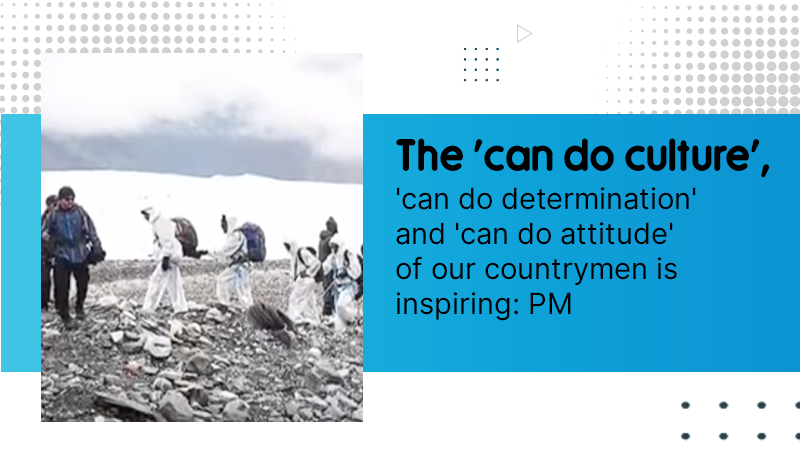 The 'can do culture',
'can do determination'
and 'can do attitude'
of our countrymen is
inspiring: PM